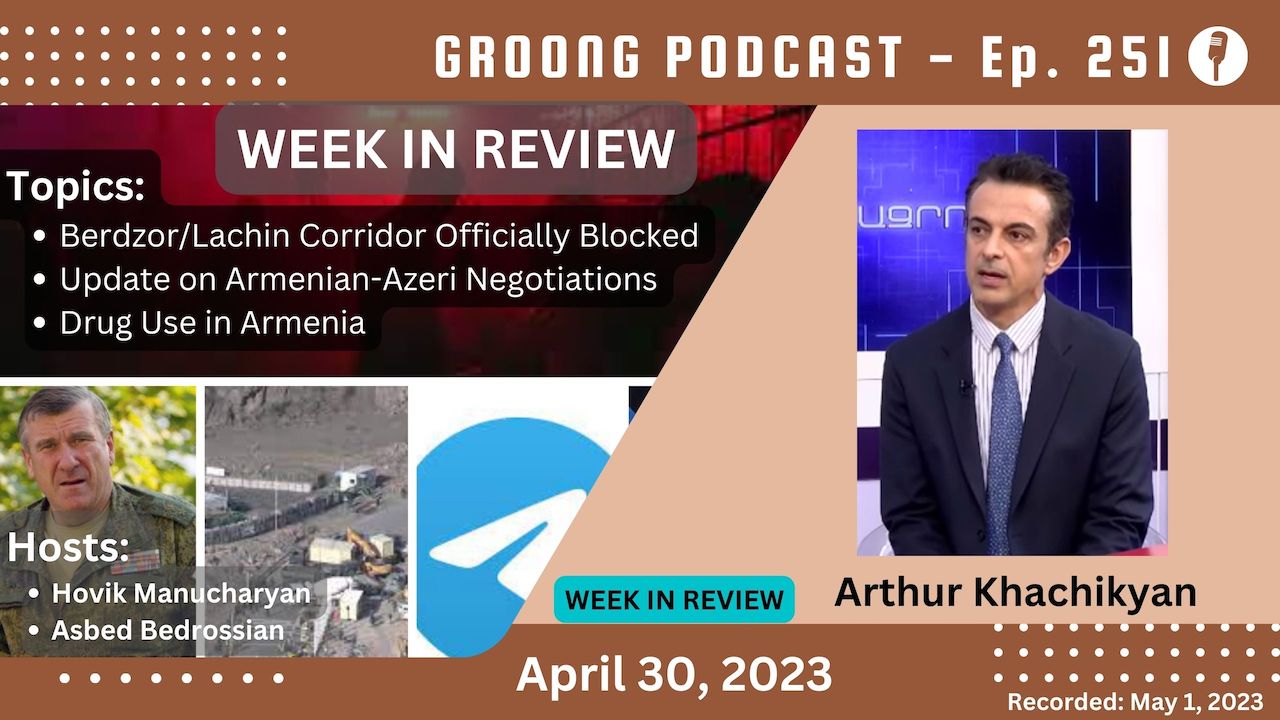 GROONG PODCAST – Ep. 251
WEEK IN REVIEW
Topics:
• Berdzor/Lachin Corridor Officially Blocked
• Update on Armenian-Azeri Negotiations
• Drug Use in Armenia
Hosts:
• Hovik Manucharyan
• Asbed Bedrossian
WEEK IN REVIEW
Arthur Khachikyan
April 30, 2023
Recorded: May 1, 2023